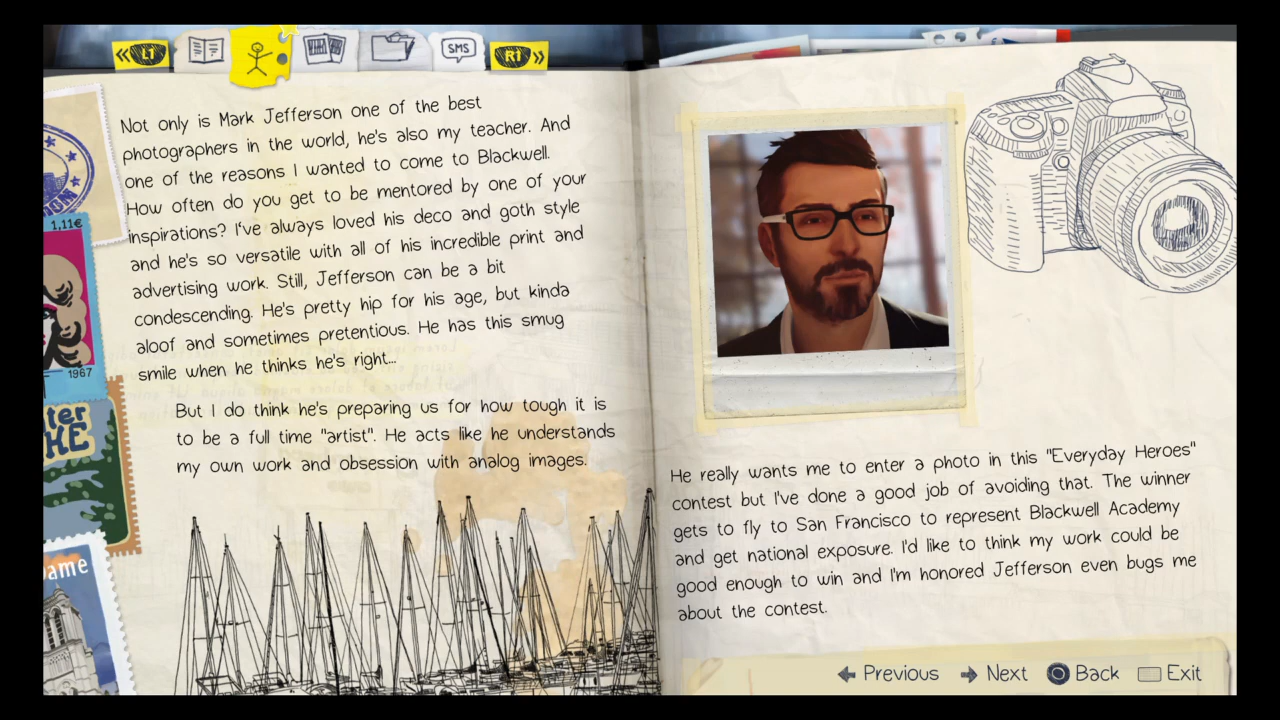 L1
SMS
R1
Not only is Mark Jefferson one of the best
photographers in the world, he's also my teacher. And
one of the reasons I wanted to come to Blackwell.
How often do you get to be mentored by one of your
inspirations? I've always loved his deco and goth style
and he's so versatile with all of his incredible print and
advertising work. Still, Jefferson can be a bit
condescending. He's pretty hip for his age, but kinda
aloof and sometimes pretentious. He has this smug
smile when he thinks he's right...
But I do think he's preparing us for how tough it is
to be a full time "artist". He acts like he understands
my own work and obsession with analog images.
1,11€
1967
ter
KE
ame
He really wants me to enter a photo in this "Everyday Heroes"
contest but I've done a good job of avoiding that. The winner
gets to fly to San Francisco to represent Blackwell Academy
and get national exposure. I'd like to think my work could be
good enough to win and I'm honored Jefferson even bugs me
about the contest.
Previous Next Back Exit